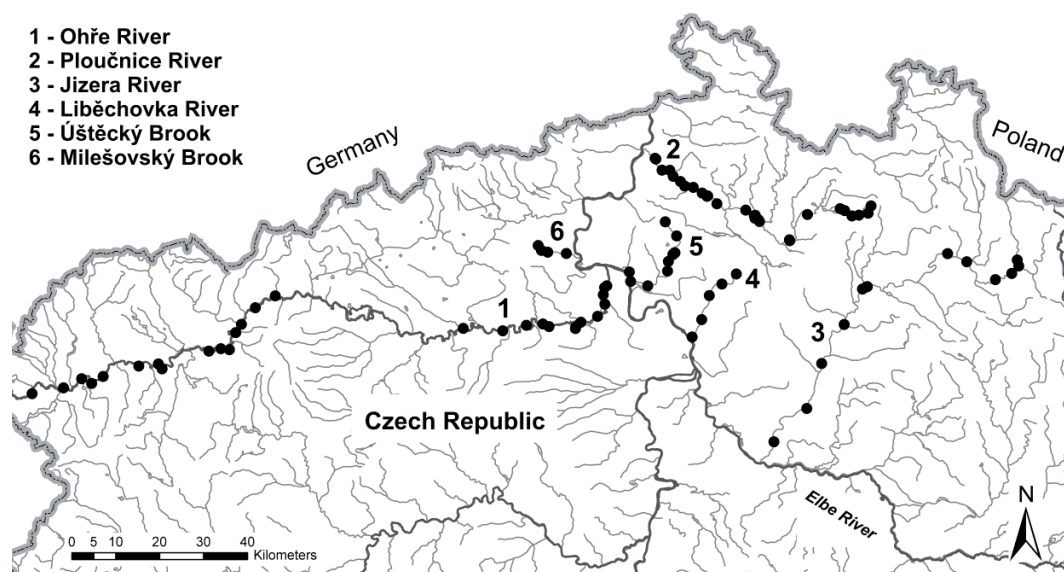 1 - Ohře River
2 - Ploučnice River
3 - Jizera River
4 - Liběchovka River
5 - Úštěcký Brook
6 - Milešovský Brook
Germany
Poland
2
6
5
4
1
3
Czech Republic
Elbe River
N
0 5 10 20 30 40
Kilometers